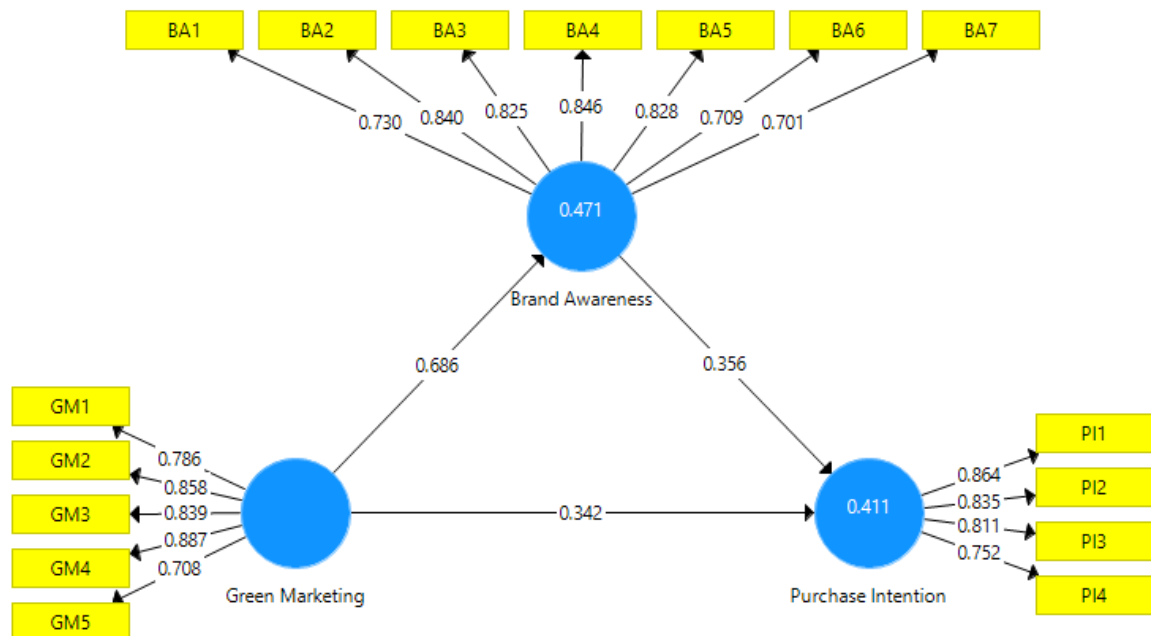 BA1 BA2 BA3 BA4 BA5 BA6 BA7
0.730 0.840 0.825 0.846 0.828 0.709 0.701
0.471
Brand Awareness
0.686 0.356
GM1
GM2
GM3
GM4
GM5
0.786
0.858
0.839
0.887
0.708
Green Marketing
0.342
0.411
Purchase Intention
0.864
0.835
0.811
0.752
PI1
PI2
PI3
PI4